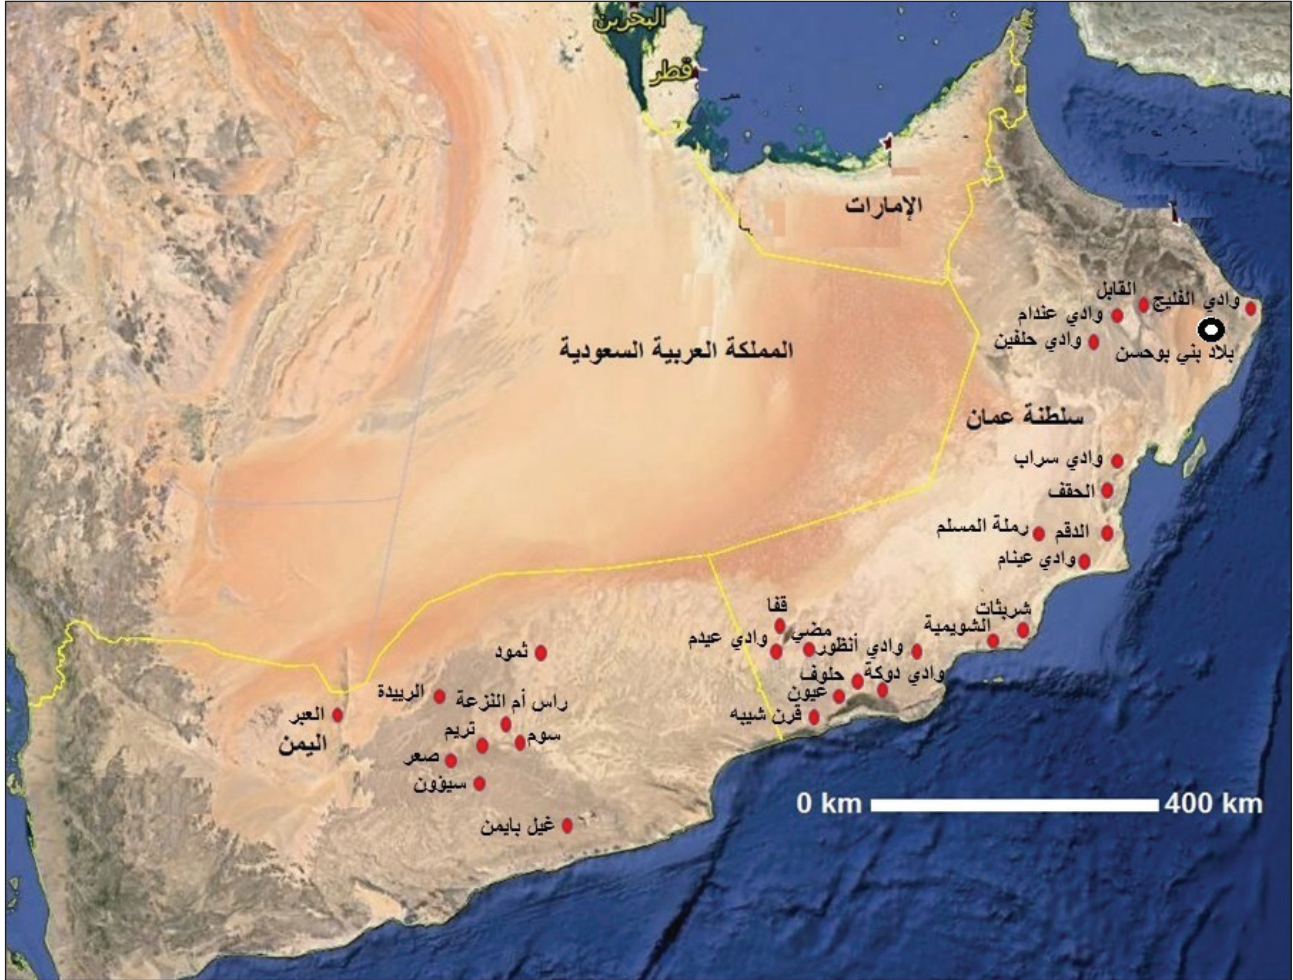 البحرين
قطر
الإمارات
المملكة العربية السعودية
سلطنة عمان
اليمن
وادي الفليج
القابل
وادي عندام
وادي حلفين
بلاد بني بوحسن
وادي سراب
الحقف
الدقم
رملة المسلم
وادي عينام
شربثات
الشويمية
قفا
مضي
وادي عيدم
وادي أنظور
وادي دوكة
حلوف
عيون
قرن شيبه
ثمود
الريبدة
راس أم النزعة
العبر
تريم
سوم
صعر
سيؤون
غيل بايمن
0 km
400 km